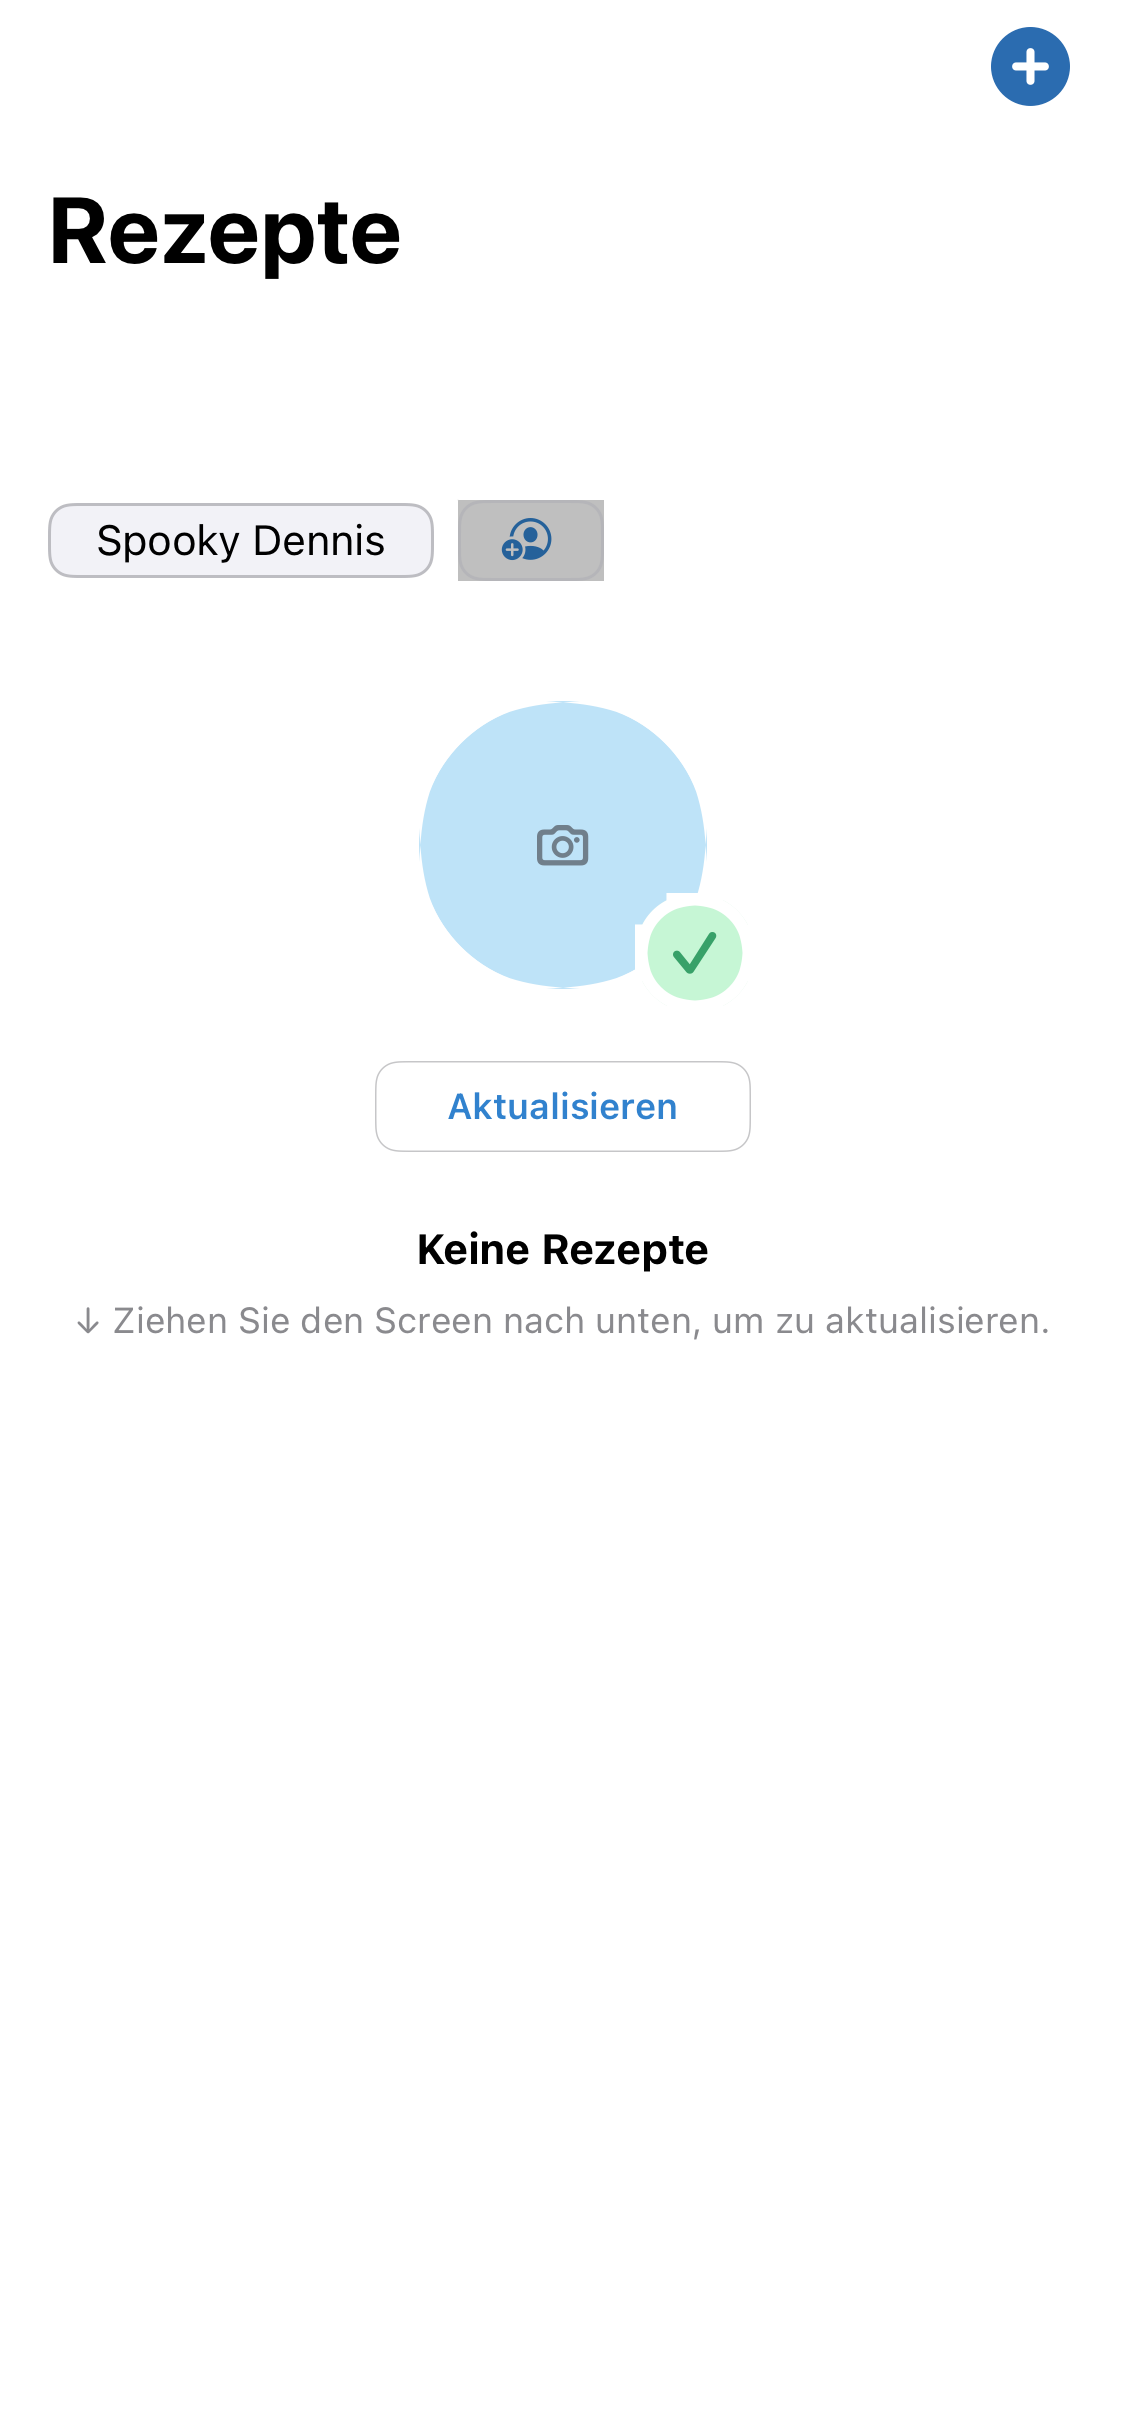 Rezepte
Spooky Dennis
Aktualisieren
Keine Rezepte
↓ Ziehen Sie den Screen nach unten, um zu aktualisieren.